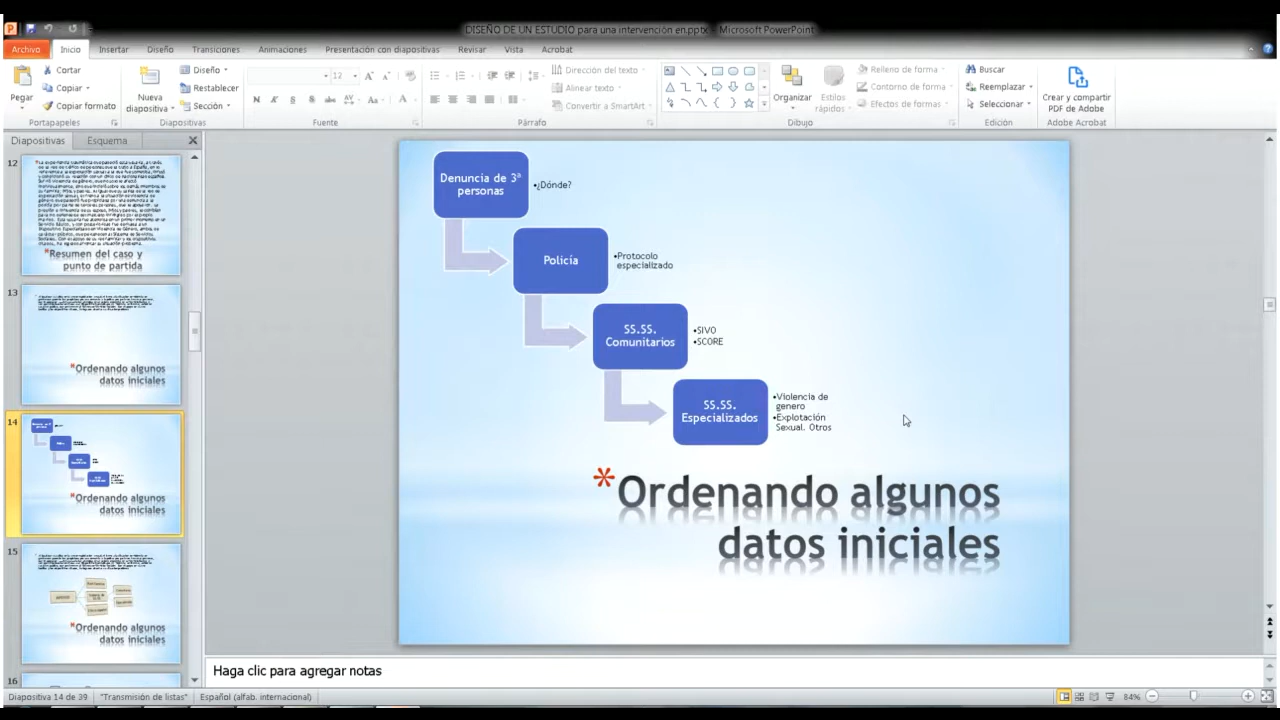 DISEÑO DE UN ESTUDIO para una intervención en.pptx - Microsoft PowerPoint
Archivo Inicio Insertar Diseño Transiciones Animaciones Presentación con diapositivas Revisar Vista Acrobat
Pegar
Cortar
Copiar
Copiar formato
Portapapeles
Nueva diapositiva
Diseño
Restablecer
Sección
Diapositivas
12
N K S S abc AV Aa A
Fuente
Dirección del texto
Alinear texto
Convertir a SmartArt
Párrafo
Organizar
Estilos rápidos
Relleno de forma
Contorno de forma
Efectos de formas
Dibujo
Buscar
Reemplazar
Seleccionar
Edición
Crear y compartir PDF de Adobe
Adobe Acrobat
Diapositivas Esquema
12
*Resumen del caso y
punto de partida
13
*Ordenando algunos
datos iniciales
14
*Ordenando algunos
datos iniciales
15
*Ordenando algunos
datos iniciales
16
Denuncia de 3ª
personas
•¿Dónde?
Policía
•Protocolo
especializado
SS.SS.
Comunitarios
•SIVO
•SCORE
SS.SS.
Especializados
•Violencia de
genero
•Explotación
Sexual. Otros
*Ordenando algunos
datos iniciales
Haga clic para agregar notas
Diapositiva 14 de 39 "Transmisión de listas" Español (alfab. internacional) 84%